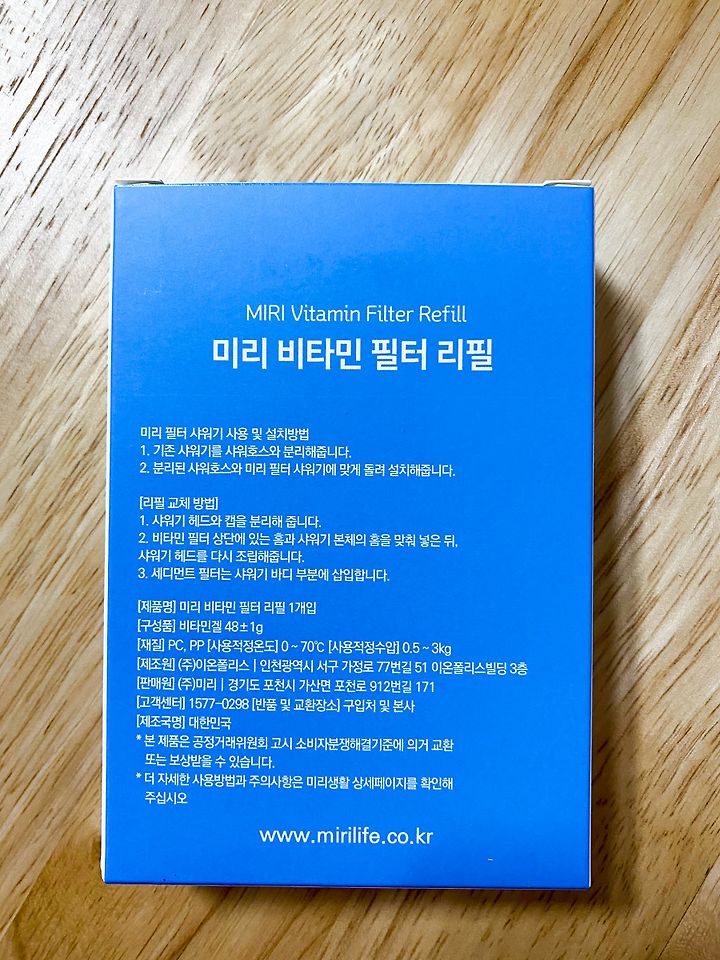 MIRI Vitamin Filter Refill
미리 비타민 필터 리필
미리 필터 샤워기 사용 및 설치방법
1. 기존 샤워기를 샤워호스와 분리해줍니다.
2. 분리된 샤워호스와 미리 필터 샤워기에 맞게 돌려 설치해줍니다.
[리필 교체 방법]
1. 샤워기 헤드와 캡을 분리해 줍니다.
2. 비타민 필터 상단에 있는 홈과 샤워기 본체의 홈을 맞춰 넣은 뒤,
샤워기 헤드를 다시 조립해줍니다.
3. 세디먼트 필터는 샤워기 바디 부분에 삽입합니다.
[제품명] 미리 비타민 필터 리필 1개입
[구성품] 비타민겔 48±1g
[재질] PC, PP [사용적정온도] 0~70℃ [사용적정수압] 0.5~3kg
[제조원] (주)이온폴리스 | 인천광역시 서구 가정로 77번길 51 이온폴리스빌딩 3층
[판매원] (주)미리 | 경기도 포천시 가산면 포천로 912번길 171
[고객센터] 1577-0298 [반품 및 교환장소] 구입처 및 본사
[제조국명] 대한민국
* 본 제품은 공정거래위원회 고시 소비자분쟁해결기준에 의거 교환
또는 보상받을 수 있습니다.
* 더 자세한 사용방법과 주의사항은 미리생활 상세페이지를 확인해
주십시오
www.mirilife.co.kr